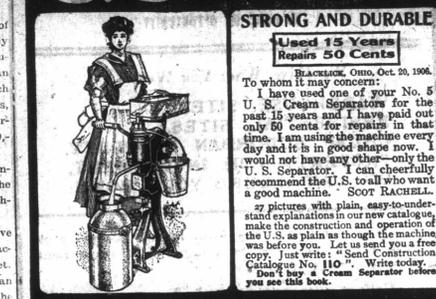 STRONG AND DURABLE
Used 15 Years
Repairs 50 Cents
BLACKLICK, OHIO, Oct. 20, 1906.
To whom it may concern:
I have used one of your No. 5
U. S. Cream Separators for the
past 15 years and I have paid out
only 50 cents for repairs in that
time. I am using the machine every
day and it is in good shape now. I
would not have any other—only the
U. S. Separator. I can cheerfully
recommend the U.S. to all who want
a good machine. - SCOT RACHELL.
27 pictures with plain, easy-to-under-
stand explanations in our new catalogue,
make the construction and operation of
the U.S. as plain as though the machine
was before you. Let us send you a free
copy. Just write: "Send Construction
Catalogue No. 110". Write today.
Don't buy a Cream Separator before
you see this book.